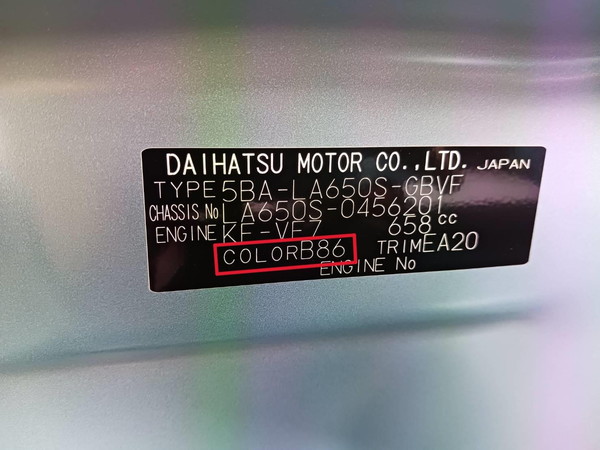 DAIHATSU MOTOR CO.,LTD. JAPAN
TYPE 5BA-LA650S-GBVF
CHASSIS No LA650S-0456201
ENGINE KF-VE7 658 cc
COLOR B86 TRIM EA20
ENGINE No